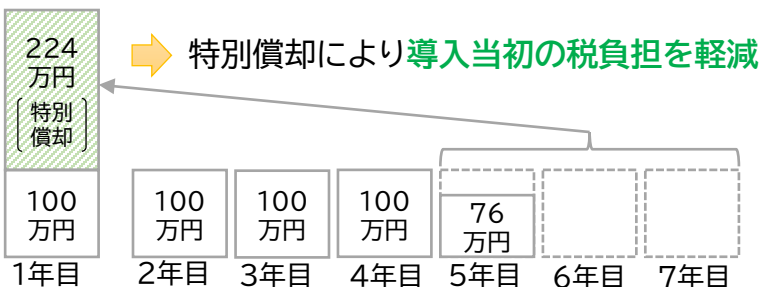 224
万円
特別
償却
特別償却により導入当初の税負担を軽減
100
万円
100
万円
100
万円
100
万円
76
万円
1年目
2年目
3年目
4年目
5年目
6年目
7年目